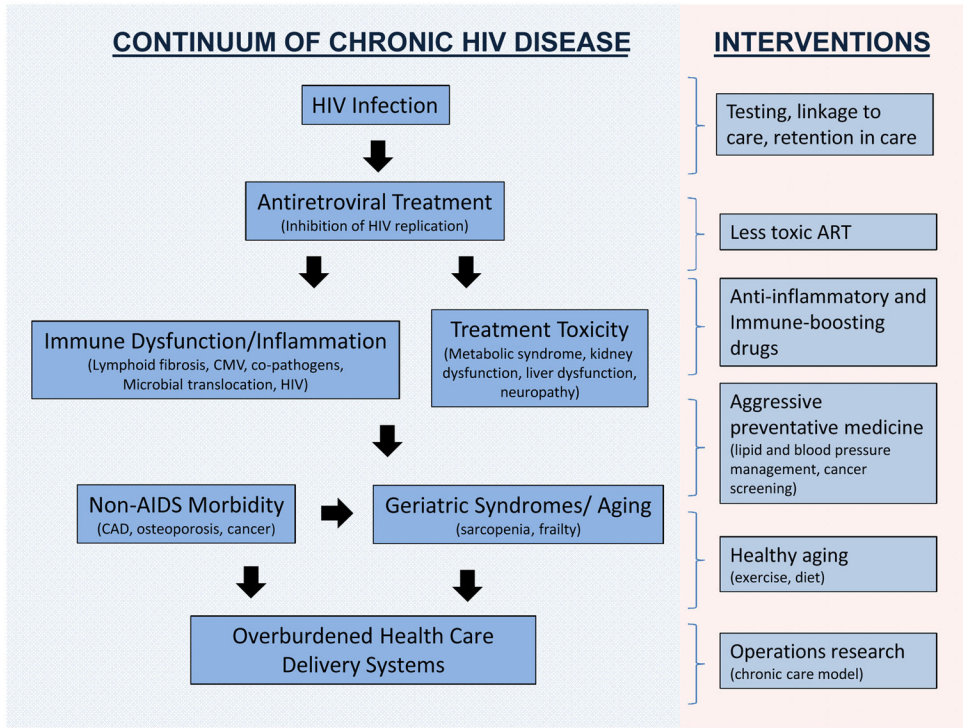 CONTINUUM OF CHRONIC HIV DISEASE
HIV Infection
Antiretroviral Treatment
(Inhibition of HIV replication)
Immune Dysfunction/Inflammation
(Lymphoid fibrosis, CMV, co-pathogens,
Microbial translocation, HIV)
Treatment Toxicity
(Metabolic syndrome, kidney
dysfunction, liver dysfunction,
neuropathy)
Non-AIDS Morbidity
(CAD, osteoporosis, cancer)
Geriatric Syndromes/ Aging
(sarcopenia, frailty)
Overburdened Health Care
Delivery Systems
INTERVENTIONS
Testing, linkage to
care, retention in care
Less toxic ART
Anti-inflammatory and
Immune-boosting
drugs
Aggressive
preventative medicine
(lipid and blood pressure
management, cancer
screening)
Healthy aging
(exercise, diet)
Operations research
(chronic care model)